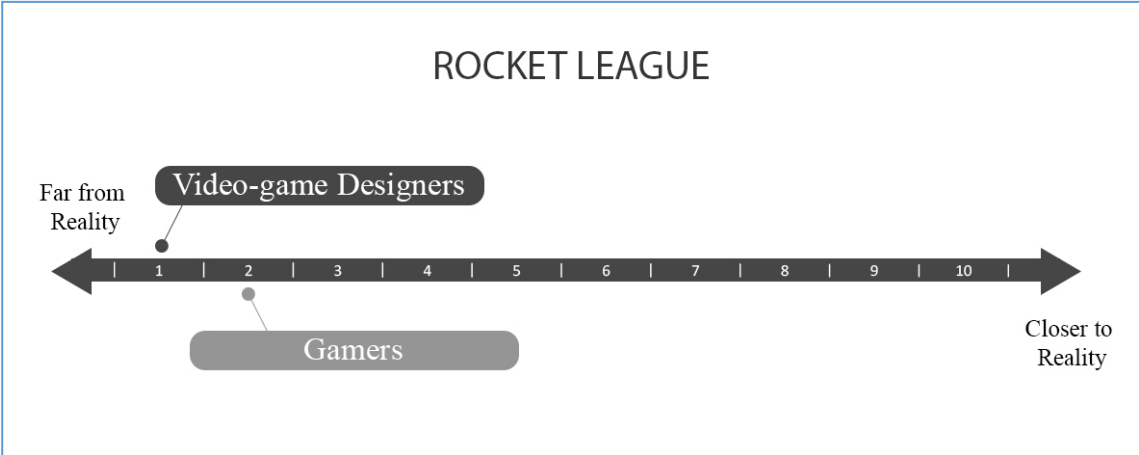 ROCKET LEAGUE
Video-game Designers
Far from
Reality
1 2 3 4 5 6 7 8 9 10
Gamers
Closer to
Reality